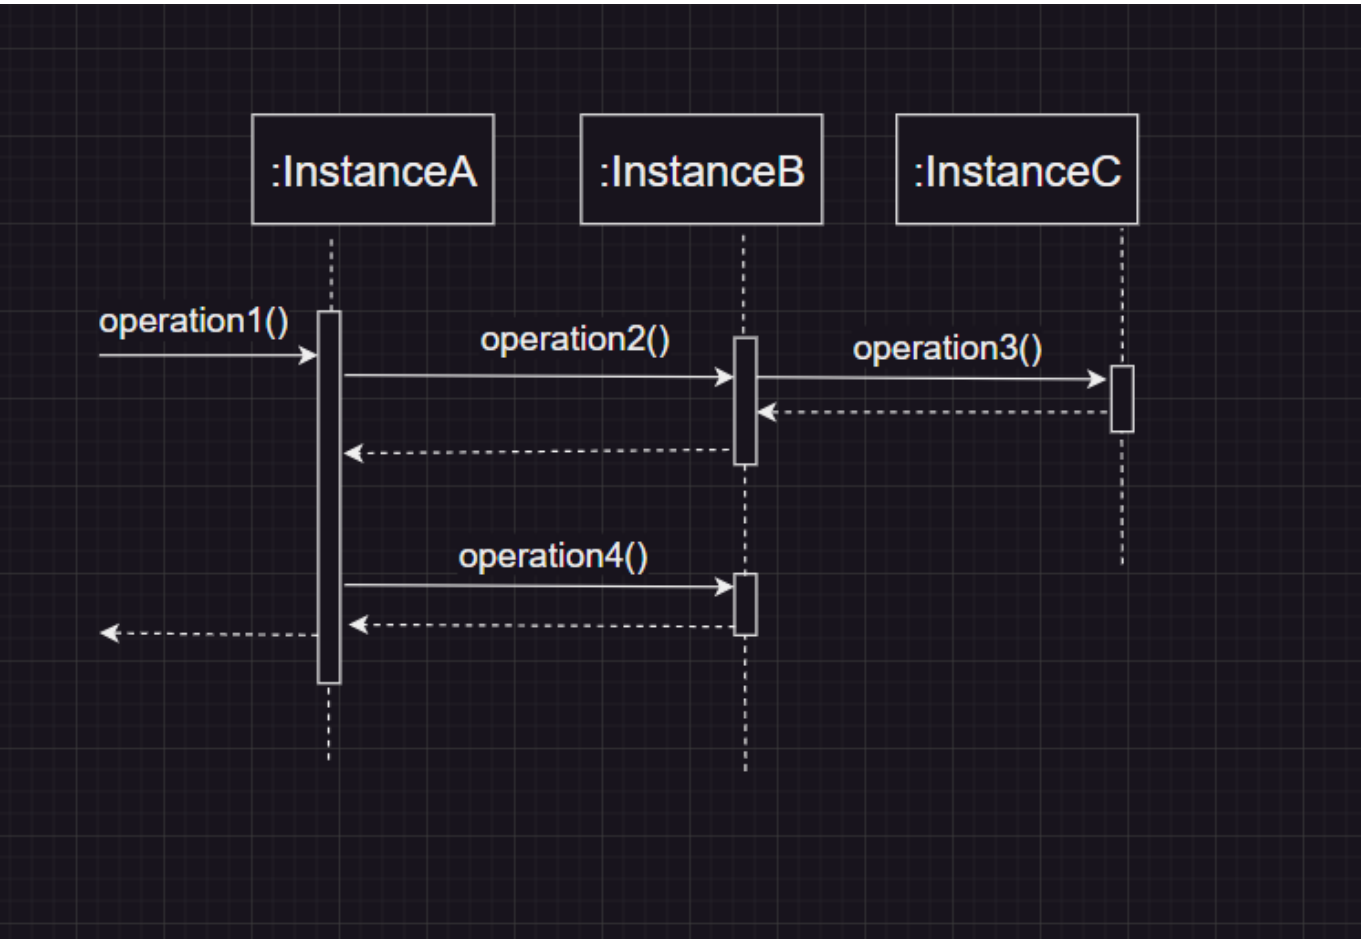 :InstanceA
:InstanceB
:InstanceC
operation1()
operation2()
operation3()
operation4()